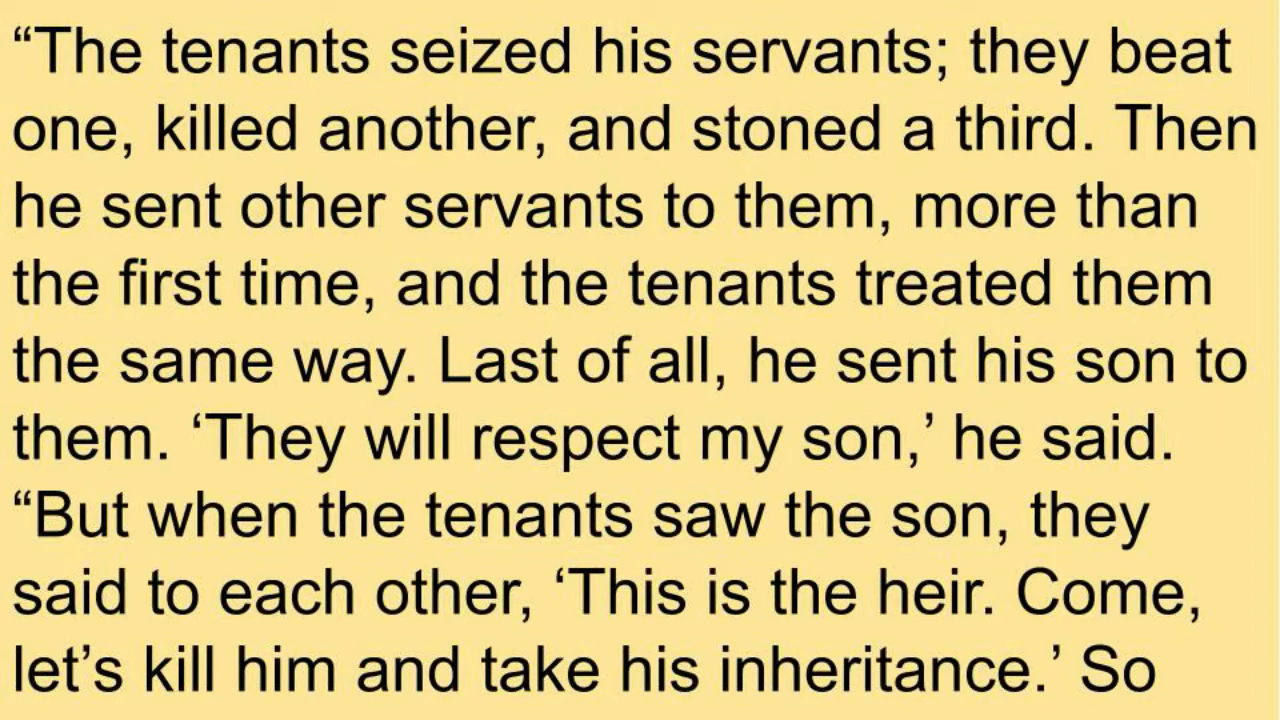 “The tenants seized his servants; they beat
one, killed another, and stoned a third. Then
he sent other servants to them, more than
the first time, and the tenants treated them
the same way. Last of all, he sent his son to
them. ‘They will respect my son,’ he said.
“But when the tenants saw the son, they
said to each other, ‘This is the heir. Come,
let’s kill him and take his inheritance.’ So